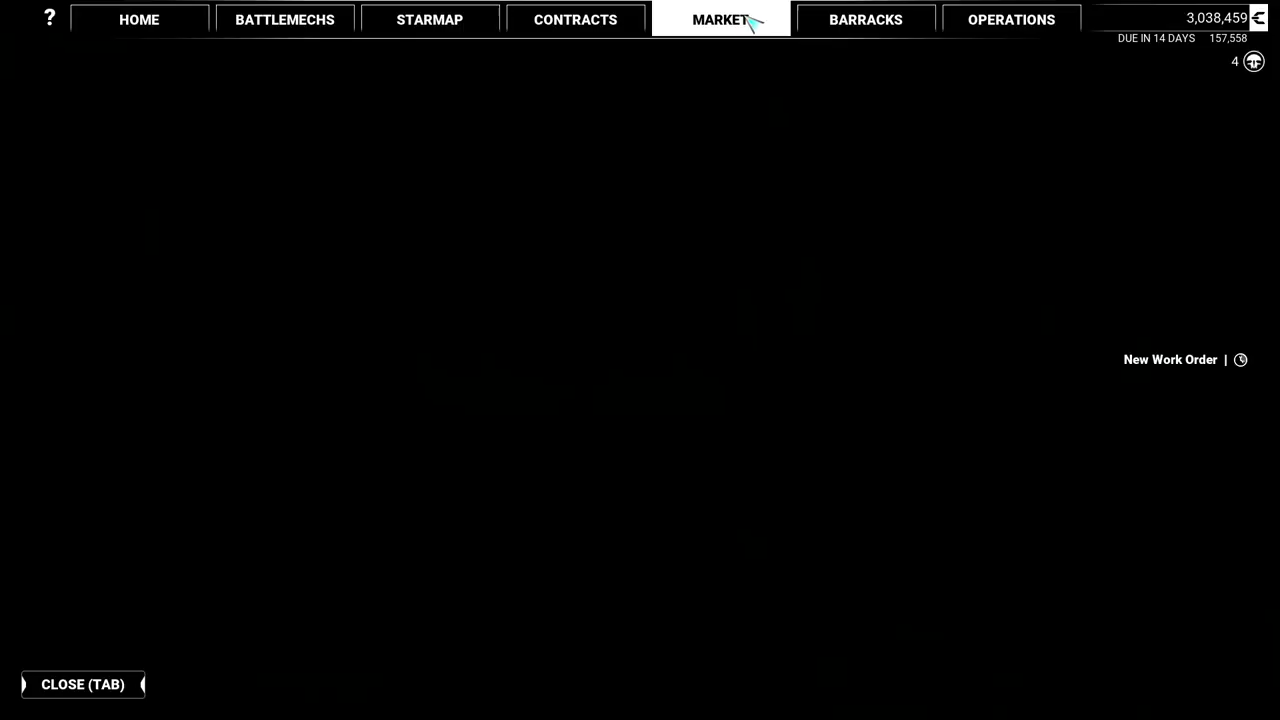 ?
HOME
BATTLEMECHS
STARMAP
CONTRACTS
MARKET
BARRACKS
OPERATIONS
3,038,459
DUE IN 14 DAYS 157,558
4
New Work Order |
CLOSE (TAB)